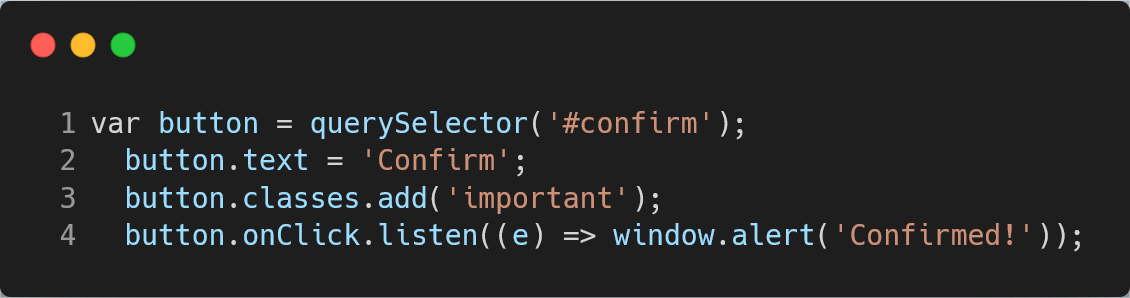 1 var button = querySelector('#confirm');
2   button.text = 'Confirm';
3   button.classes.add('important');
4   button.onClick.listen((e) => window.alert('Confirmed!'));